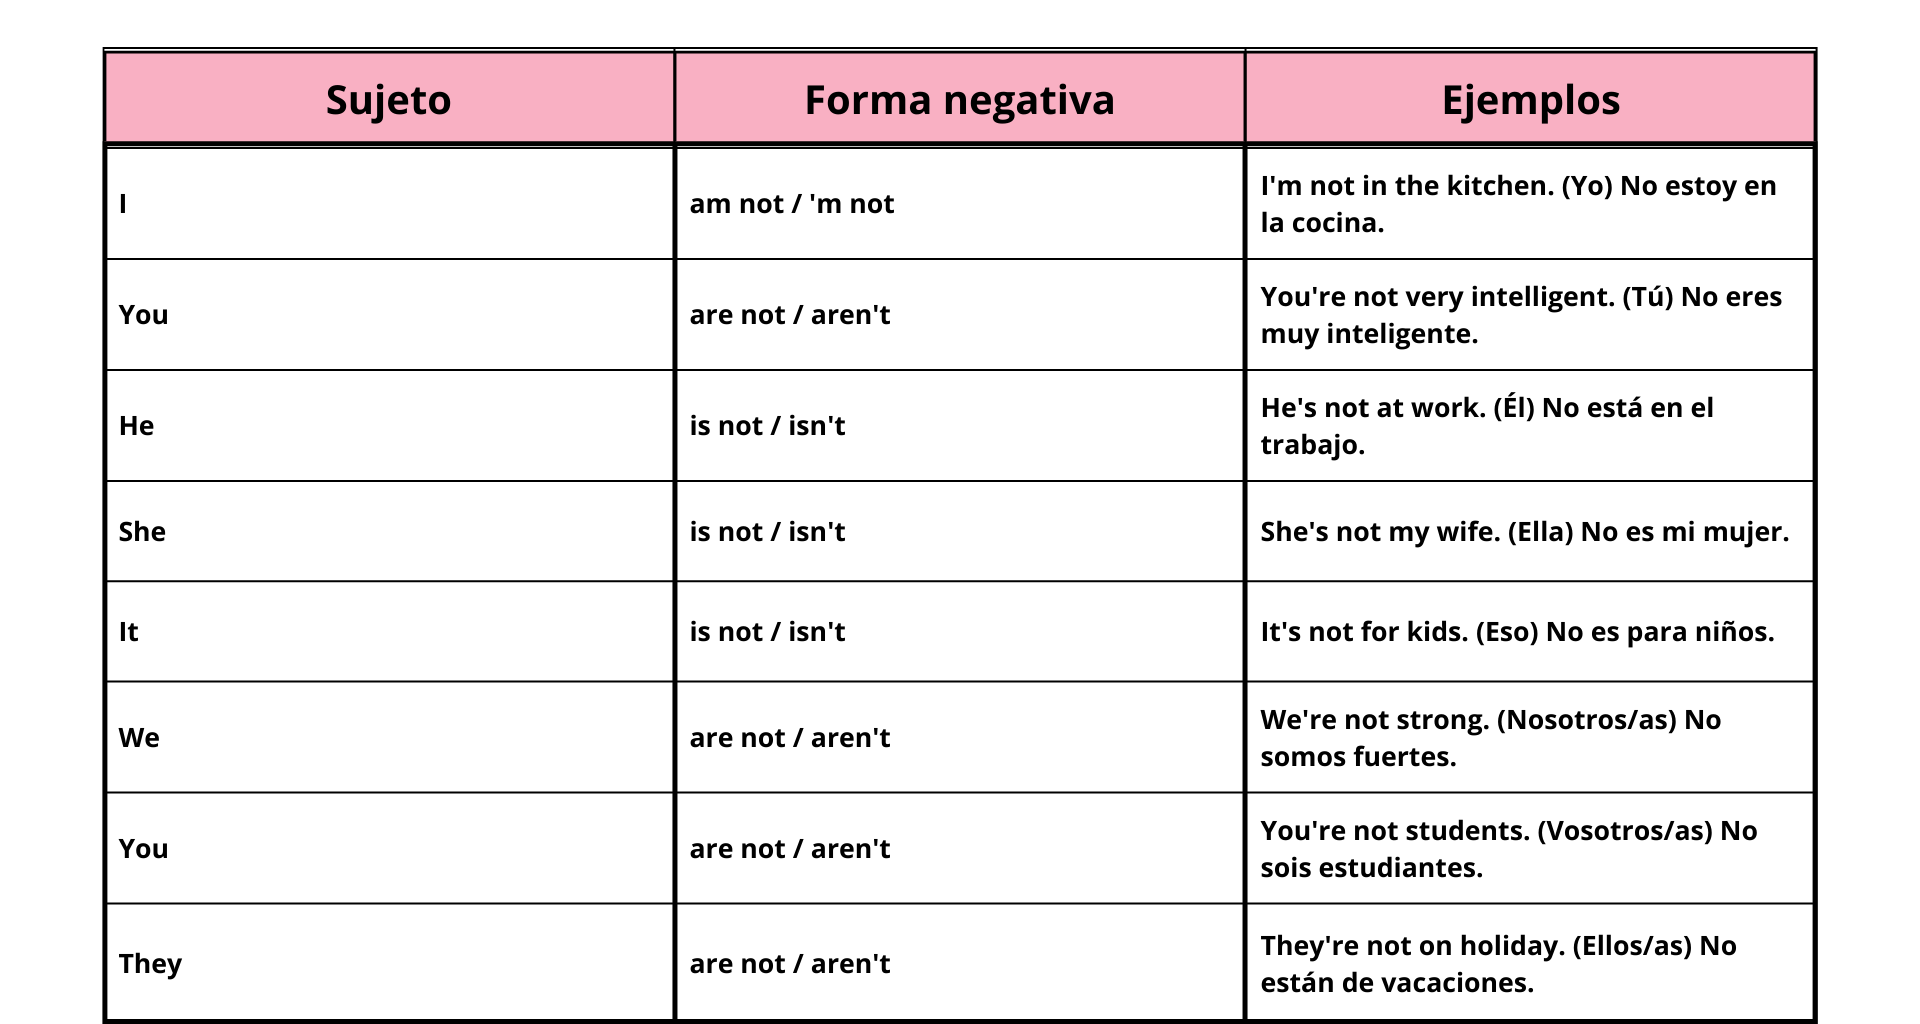 Sujeto Forma negativa Ejemplos
I am not / 'm not I'm not in the kitchen. (Yo) No estoy en
la cocina.
You are not / aren't You're not very intelligent. (Tú) No eres
muy inteligente.
He is not / isn't He's not at work. (Él) No está en el
trabajo.
She is not / isn't She's not my wife. (Ella) No es mi mujer.
It is not / isn't It's not for kids. (Eso) No es para niños.
We are not / aren't We're not strong. (Nosotros/as) No
somos fuertes.
You are not / aren't You're not students. (Vosotros/as) No
sois estudiantes.
They are not / aren't They're not on holiday. (Ellos/as) No
están de vacaciones.